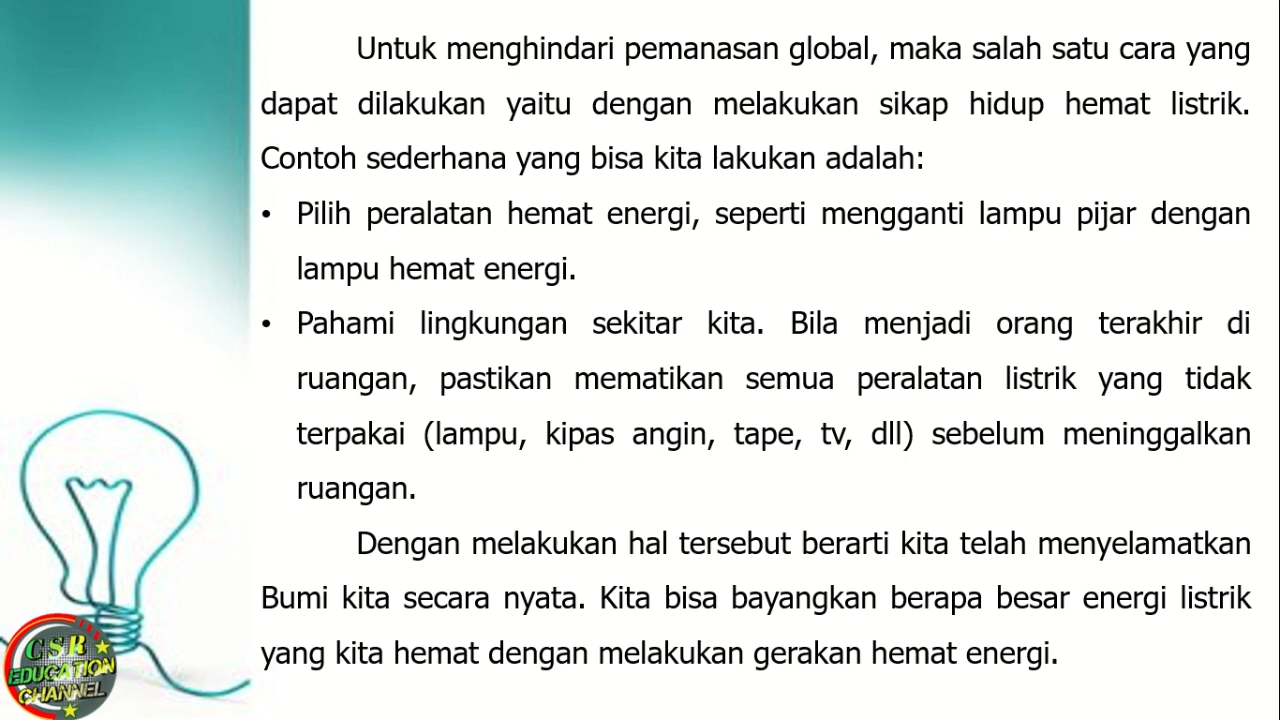 Untuk menghindari pemanasan global, maka salah satu cara yang
dapat dilakukan yaitu dengan melakukan sikap hidup hemat listrik.
Contoh sederhana yang bisa kita lakukan adalah:
• Pilih peralatan hemat energi, seperti mengganti lampu pijar dengan
lampu hemat energi.
• Pahami lingkungan sekitar kita. Bila menjadi orang terakhir di
ruangan, pastikan mematikan semua peralatan listrik yang tidak
terpakai (lampu, kipas angin, tape, tv, dll) sebelum meninggalkan
ruangan.
Dengan melakukan hal tersebut berarti kita telah menyelamatkan
Bumi kita secara nyata. Kita bisa bayangkan berapa besar energi listrik
yang kita hemat dengan melakukan gerakan hemat energi.
CSR
EDUCATION
CHANNEL